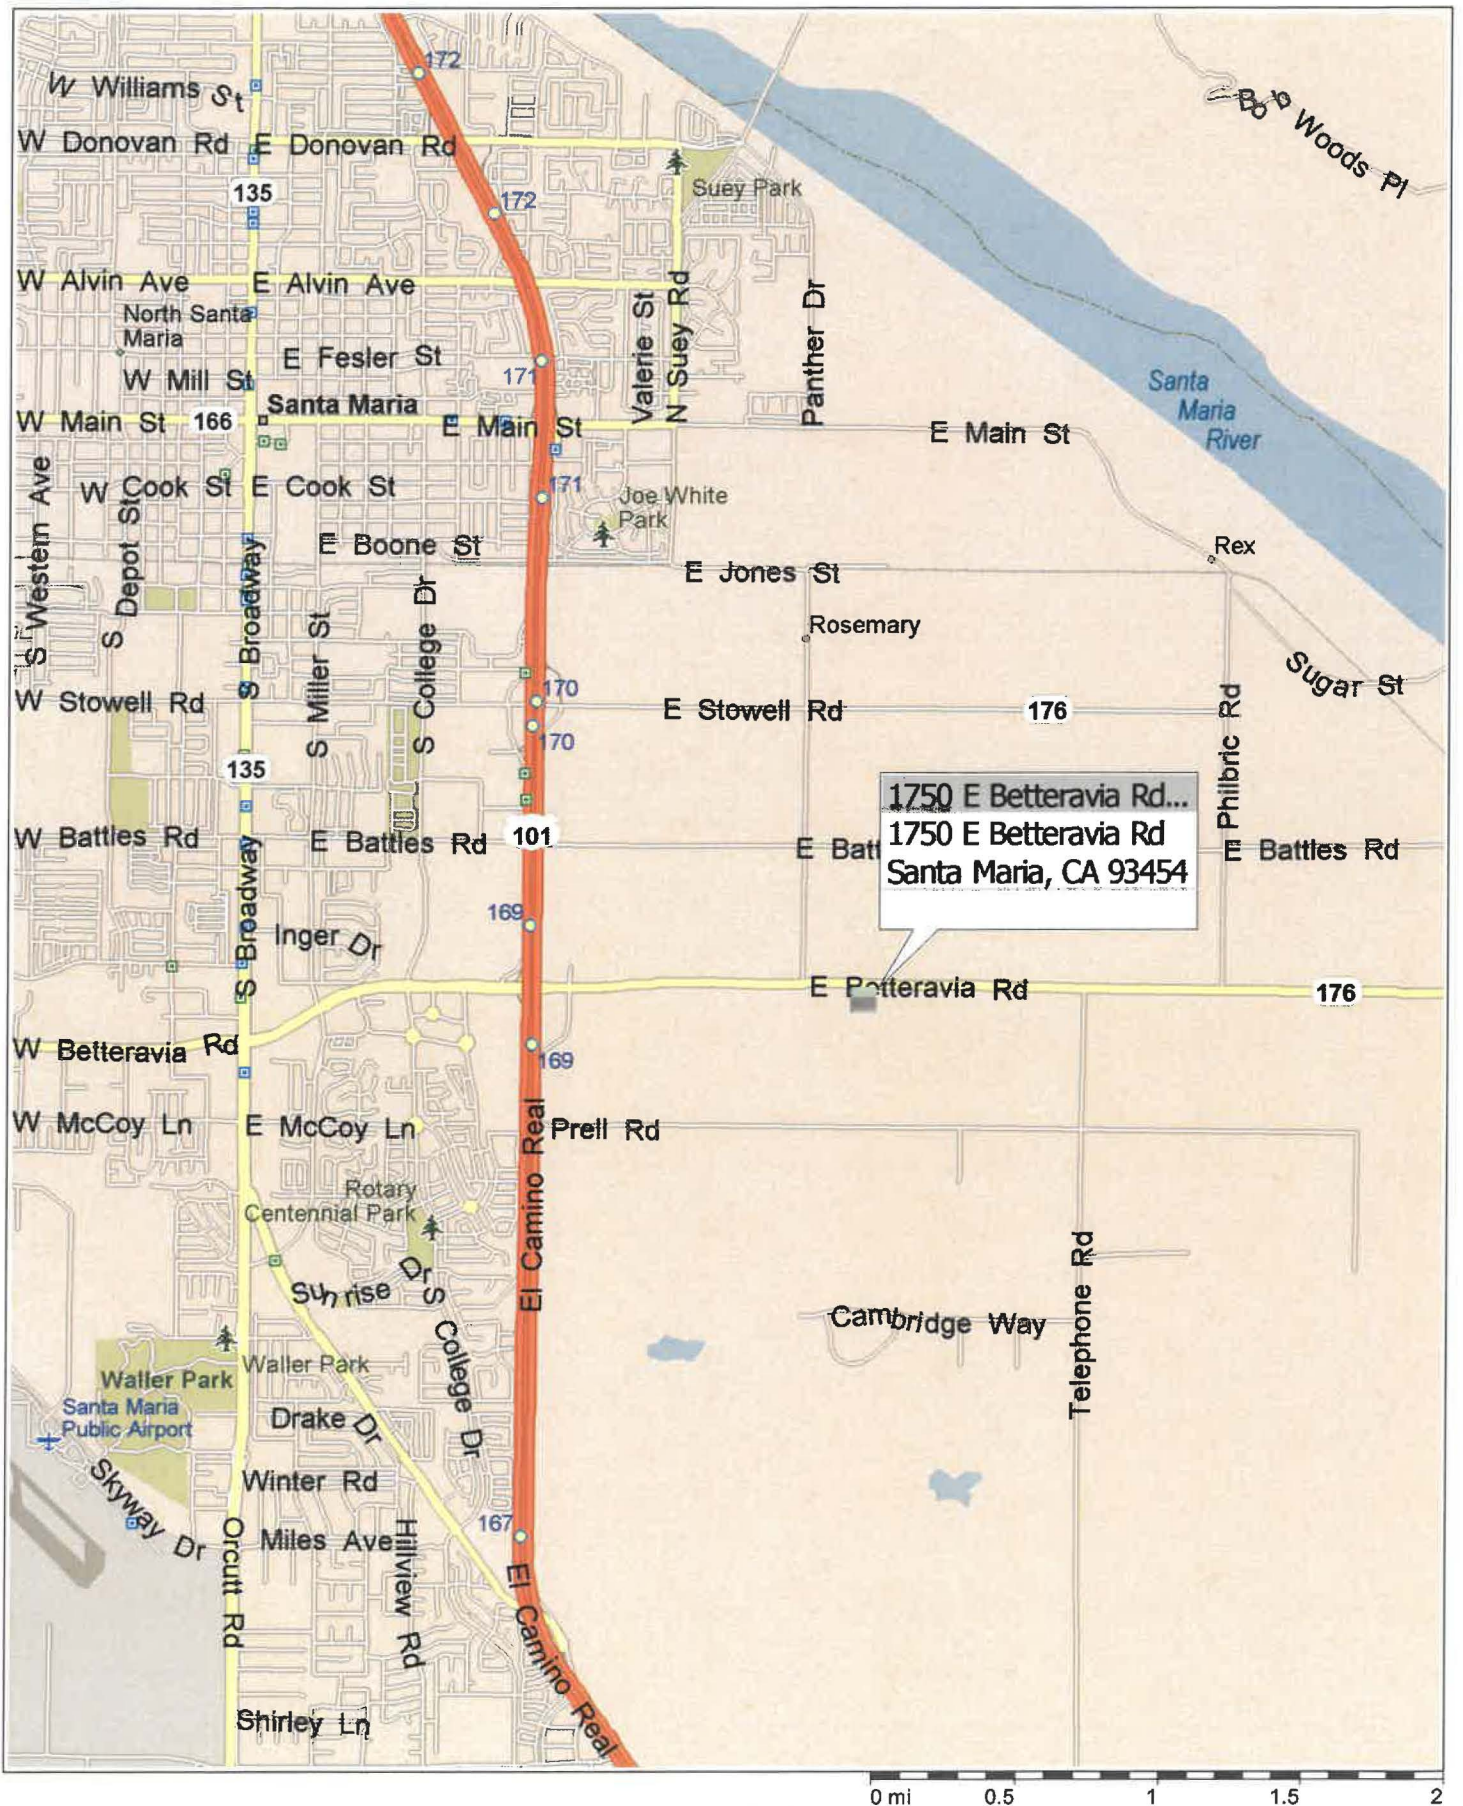 172
W Williams St
Bob Woods Pl
W Donovan Rd
E Donovan Rd
135
Suey Park
172
W Alvin Ave
E Alvin Ave
North Santa
Maria
Valerie St
N Suey Rd
Panther Dr
E Fesler St
171
W Mill St
Santa
Maria
River
W Main St
166
Santa Maria
E Main St
E Main St
S Western Ave
W Cook St
E Cook St
171
Joe White
Park
S Depot St
E Boone St
Rex
E Jones St
S Broadway
S Miller St
S College Dr
Rosemary
Sugar St
W Stowell Rd
170
E Stowell Rd
176
Philbric Rd
170
135
1750 E Betteravia Rd...
1750 E Betteravia Rd
Santa Maria, CA 93454
W Battles Rd
E Battles Rd
101
E Batt
E Battles Rd
S Broadway
169
Inger Dr
E Betteravia Rd
176
W Betteravia Rd
169
W McCoy Ln
E McCoy Ln
El Camino Real
Prell Rd
Rotary
Centennial Park
Sunrise Dr
S College Dr
Telephone Rd
Cambridge Way
Waller Park
Waller Park
Santa Maria
Public Airport
Drake Dr
Skyway Dr
Winter Rd
167
Orcutt Rd
Miles Ave
Hillview Rd
El Camino Real
Shirley Ln
0 mi 0.5 1 1.5 2